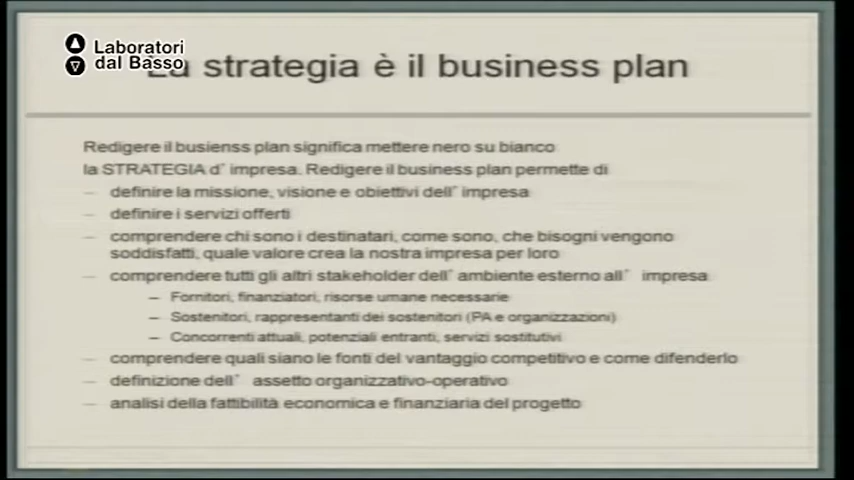 Laboratori
dal Basso
La strategia è il business plan
Redigere il busienss plan significa mettere nero su bianco
la STRATEGIA d' impresa. Redigere il business plan permette di
– definire la missione, visione e obiettivi dell' impresa
– definire i servizi offerti
– comprendere chi sono i destinatari, come sono, che bisogni vengono
soddisfatti, quale valore crea la nostra impresa per loro
– comprendere tutti gli altri stakeholder dell' ambiente esterno all' impresa
– Fornitori, finanziatori, risorse umane necessarie
– Sostenitori, rappresentanti dei sostenitori (PA e organizzazioni)
– Concorrenti attuali, potenziali entranti, servizi sostitutivi
– comprendere quali siano le fonti del vantaggio competitivo e come difenderlo
– definizione dell' assetto organizzativo-operativo
– analisi della fattibilità economica e finanziaria del progetto